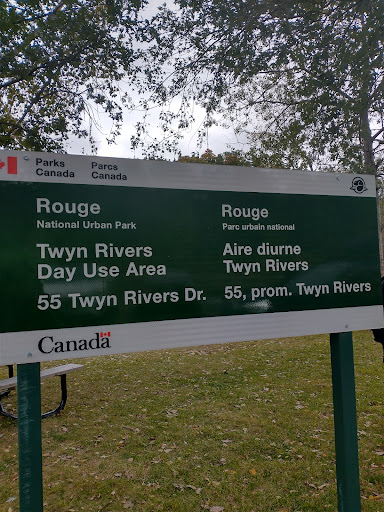 Parks Canada
Parcs Canada
Rouge
National Urban Park
Twyn Rivers
Day Use Area
55 Twyn Rivers Dr.
Rouge
Parc urbain national
Aire diurne
Twyn Rivers
55, prom. Twyn Rivers
Canada